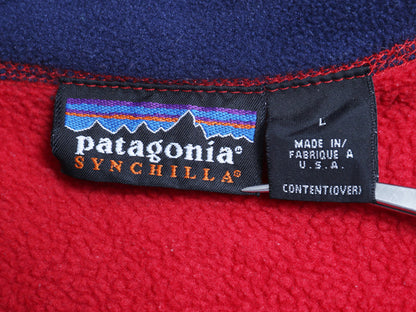 patagonia®
SYNCHILLA®
L
MADE IN/
FABRIQUE A
U.S.A.
CONTENT(OVER)